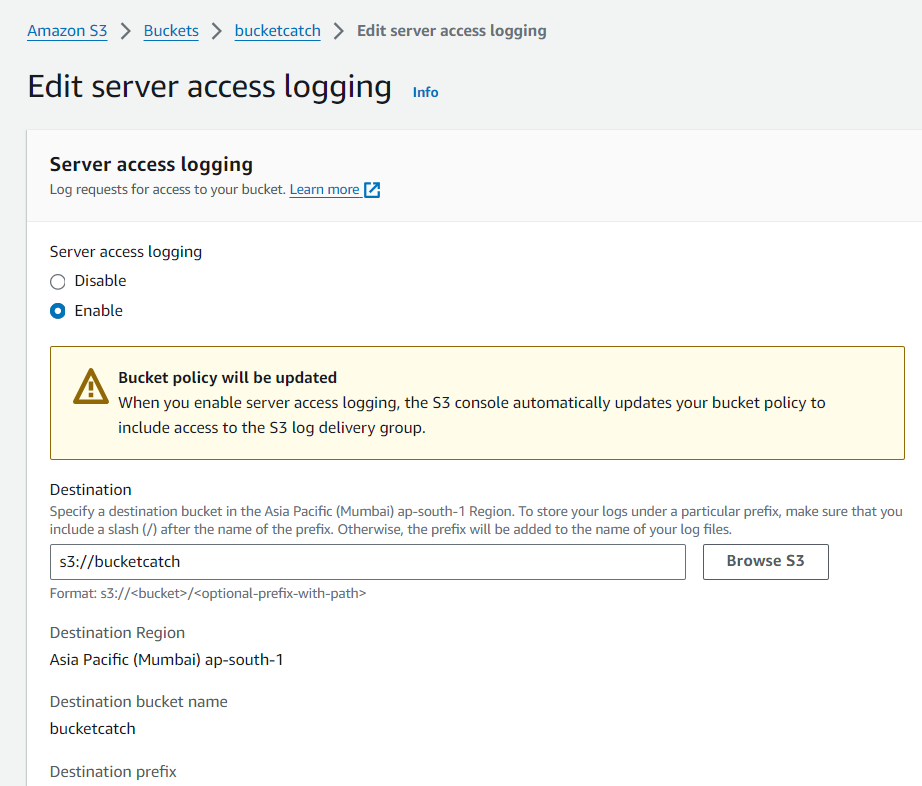 Amazon S3 > Buckets > bucketcatch > Edit server access logging
Edit server access logging Info
Server access logging
Log requests for access to your bucket. Learn more
Server access logging
Disable
Enable
Bucket policy will be updated
When you enable server access logging, the S3 console automatically updates your bucket policy to
include access to the S3 log delivery group.
Destination
Specify a destination bucket in the Asia Pacific (Mumbai) ap-south-1 Region. To store your logs under a particular prefix, make sure that you
include a slash (/) after the name of the prefix. Otherwise, the prefix will be added to the name of your log files.
s3://bucketcatch Browse S3
Format: s3://<bucket>/<optional-prefix-with-path>
Destination Region
Asia Pacific (Mumbai) ap-south-1
Destination bucket name
bucketcatch
Destination prefix